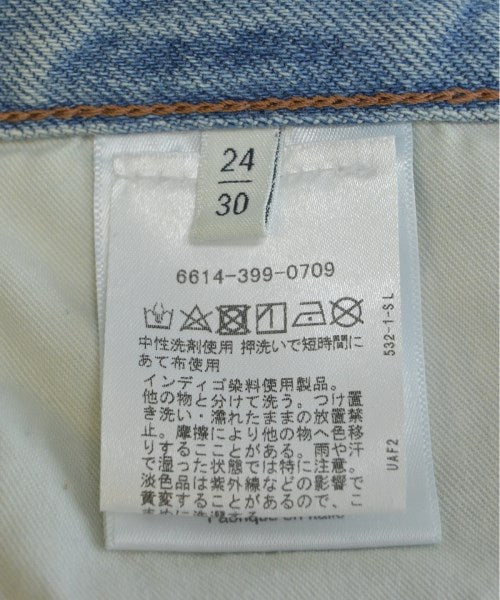 24
30
6614-399-0709
中性洗剤使用 押洗いで短時間に
あて布使用
インディゴ染料使用製品。
他の物と分けて洗う。つけ置
き洗い・濡れたままの放置禁
止。摩擦により他の物へ色移
りすることがある。雨や汗
で湿った状態では特に注意。
淡色品は紫外線などの影響で
黄変することがあるので、こ
532-1-SL
UAF2